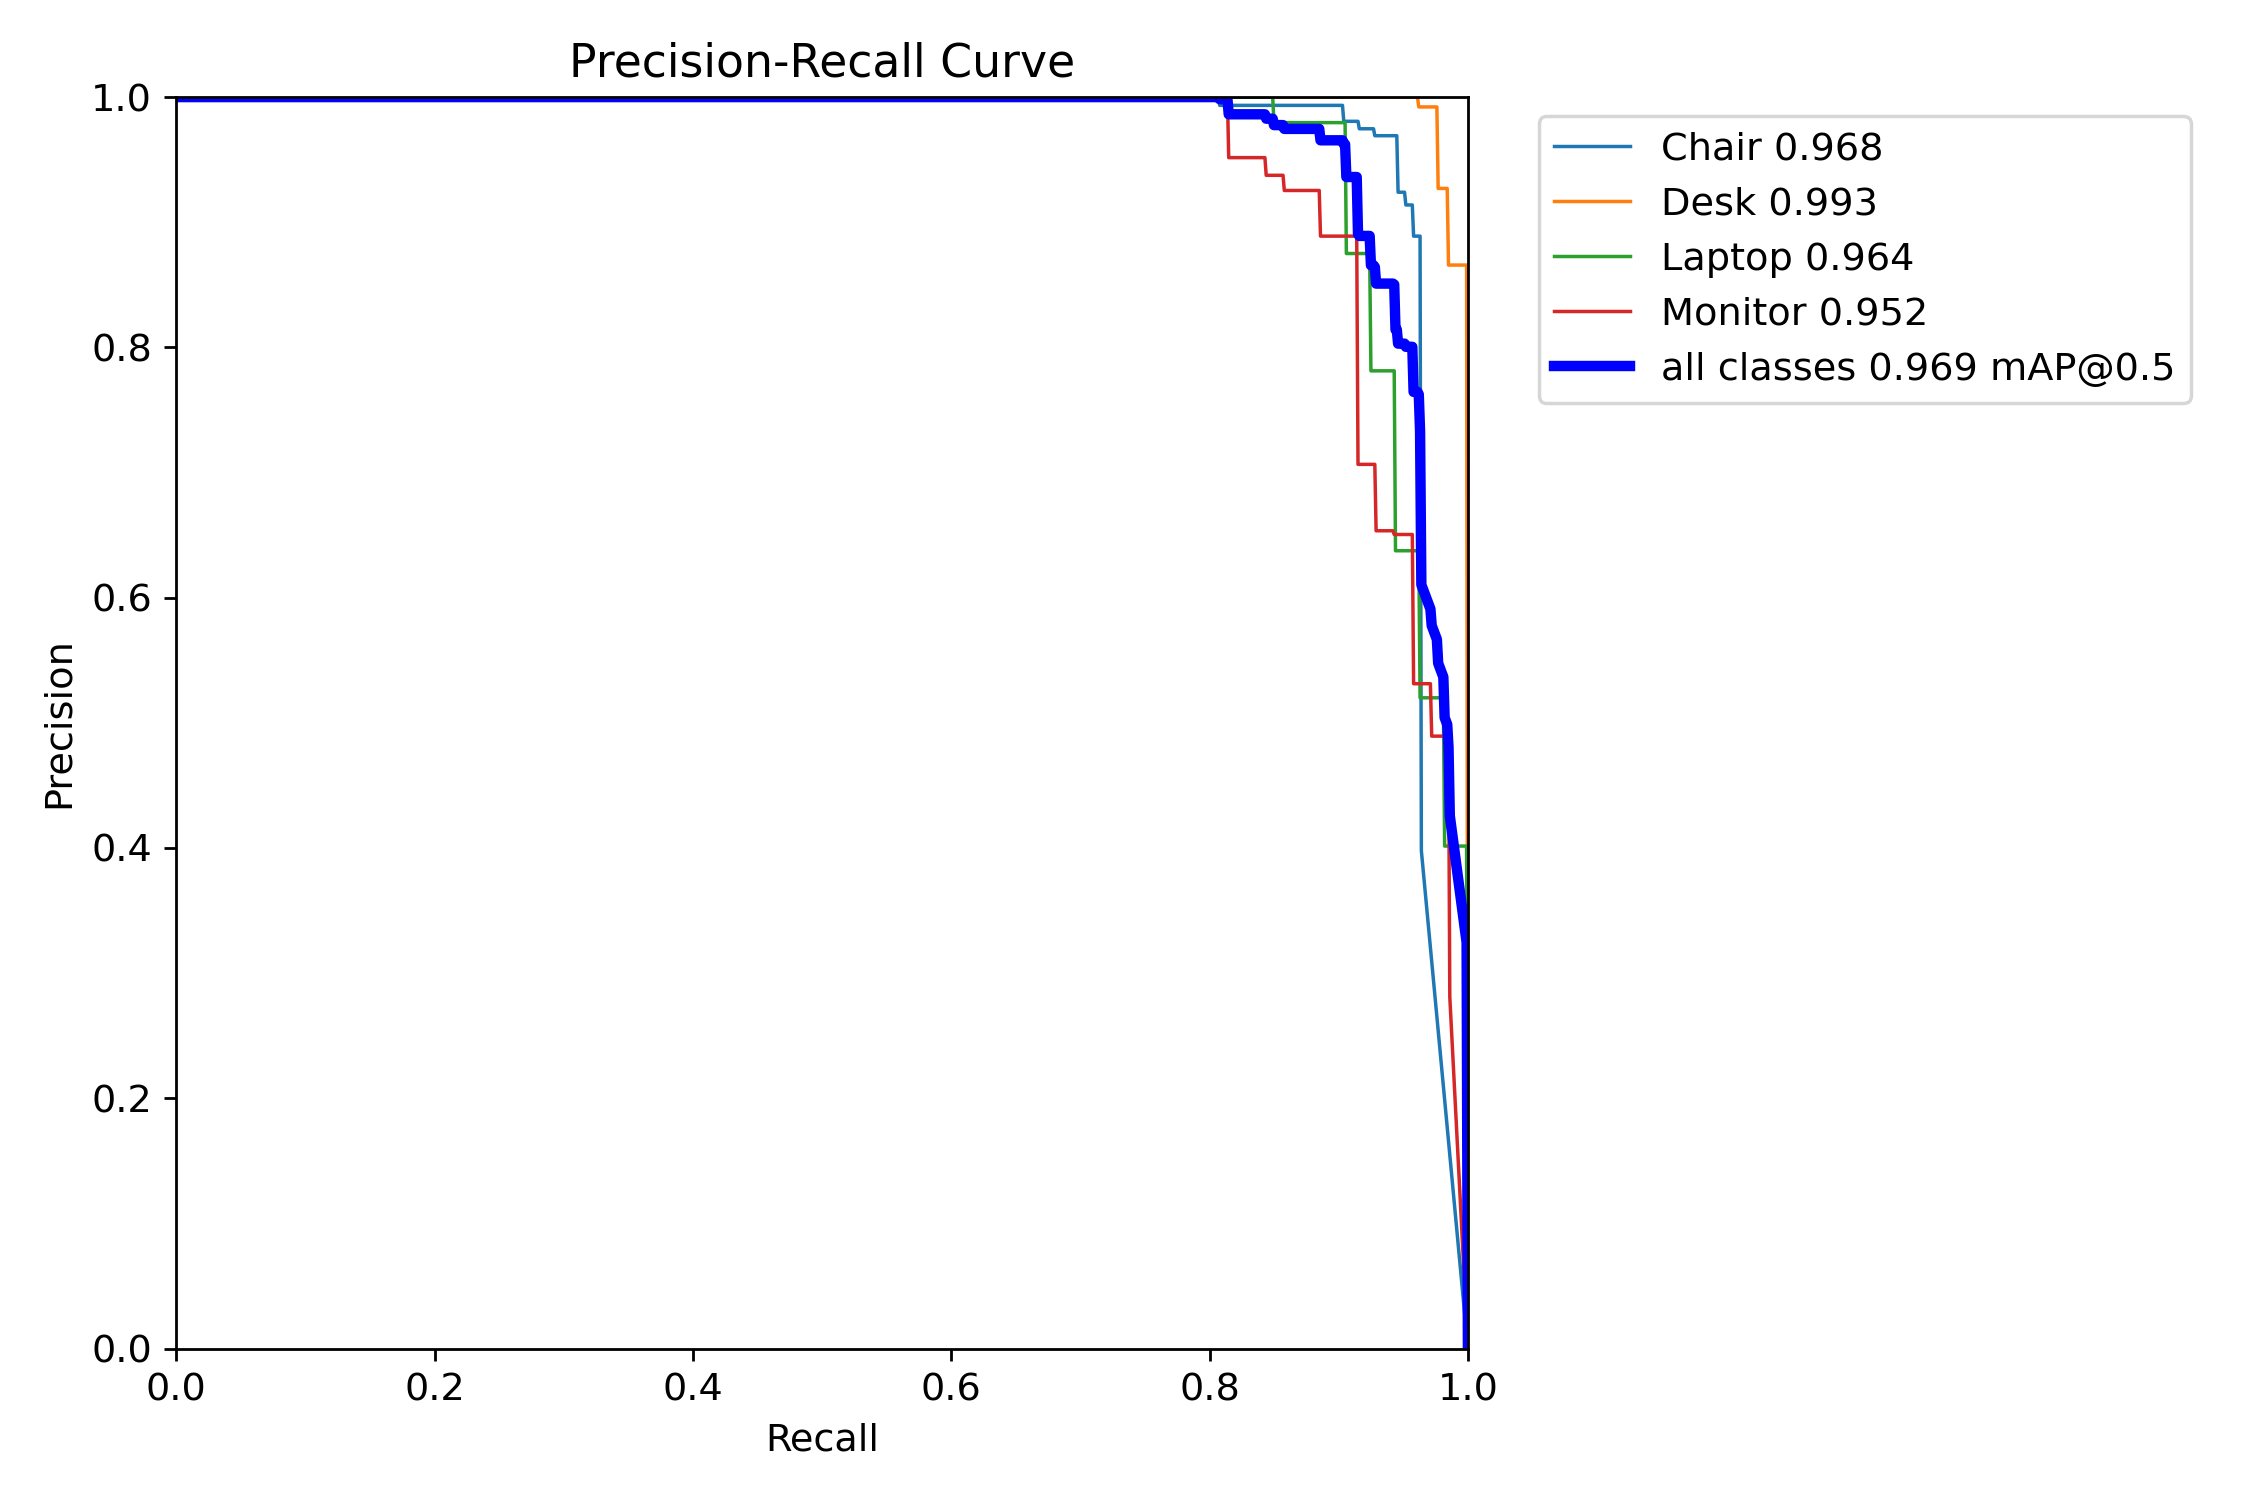 Precision-Recall Curve
1.0
0.8
0.6
0.4
0.2
0.0
Precision
0.0 0.2 0.4 0.6 0.8 1.0
Recall
Chair 0.968
Desk 0.993
Laptop 0.964
Monitor 0.952
all classes 0.969 mAP@0.5